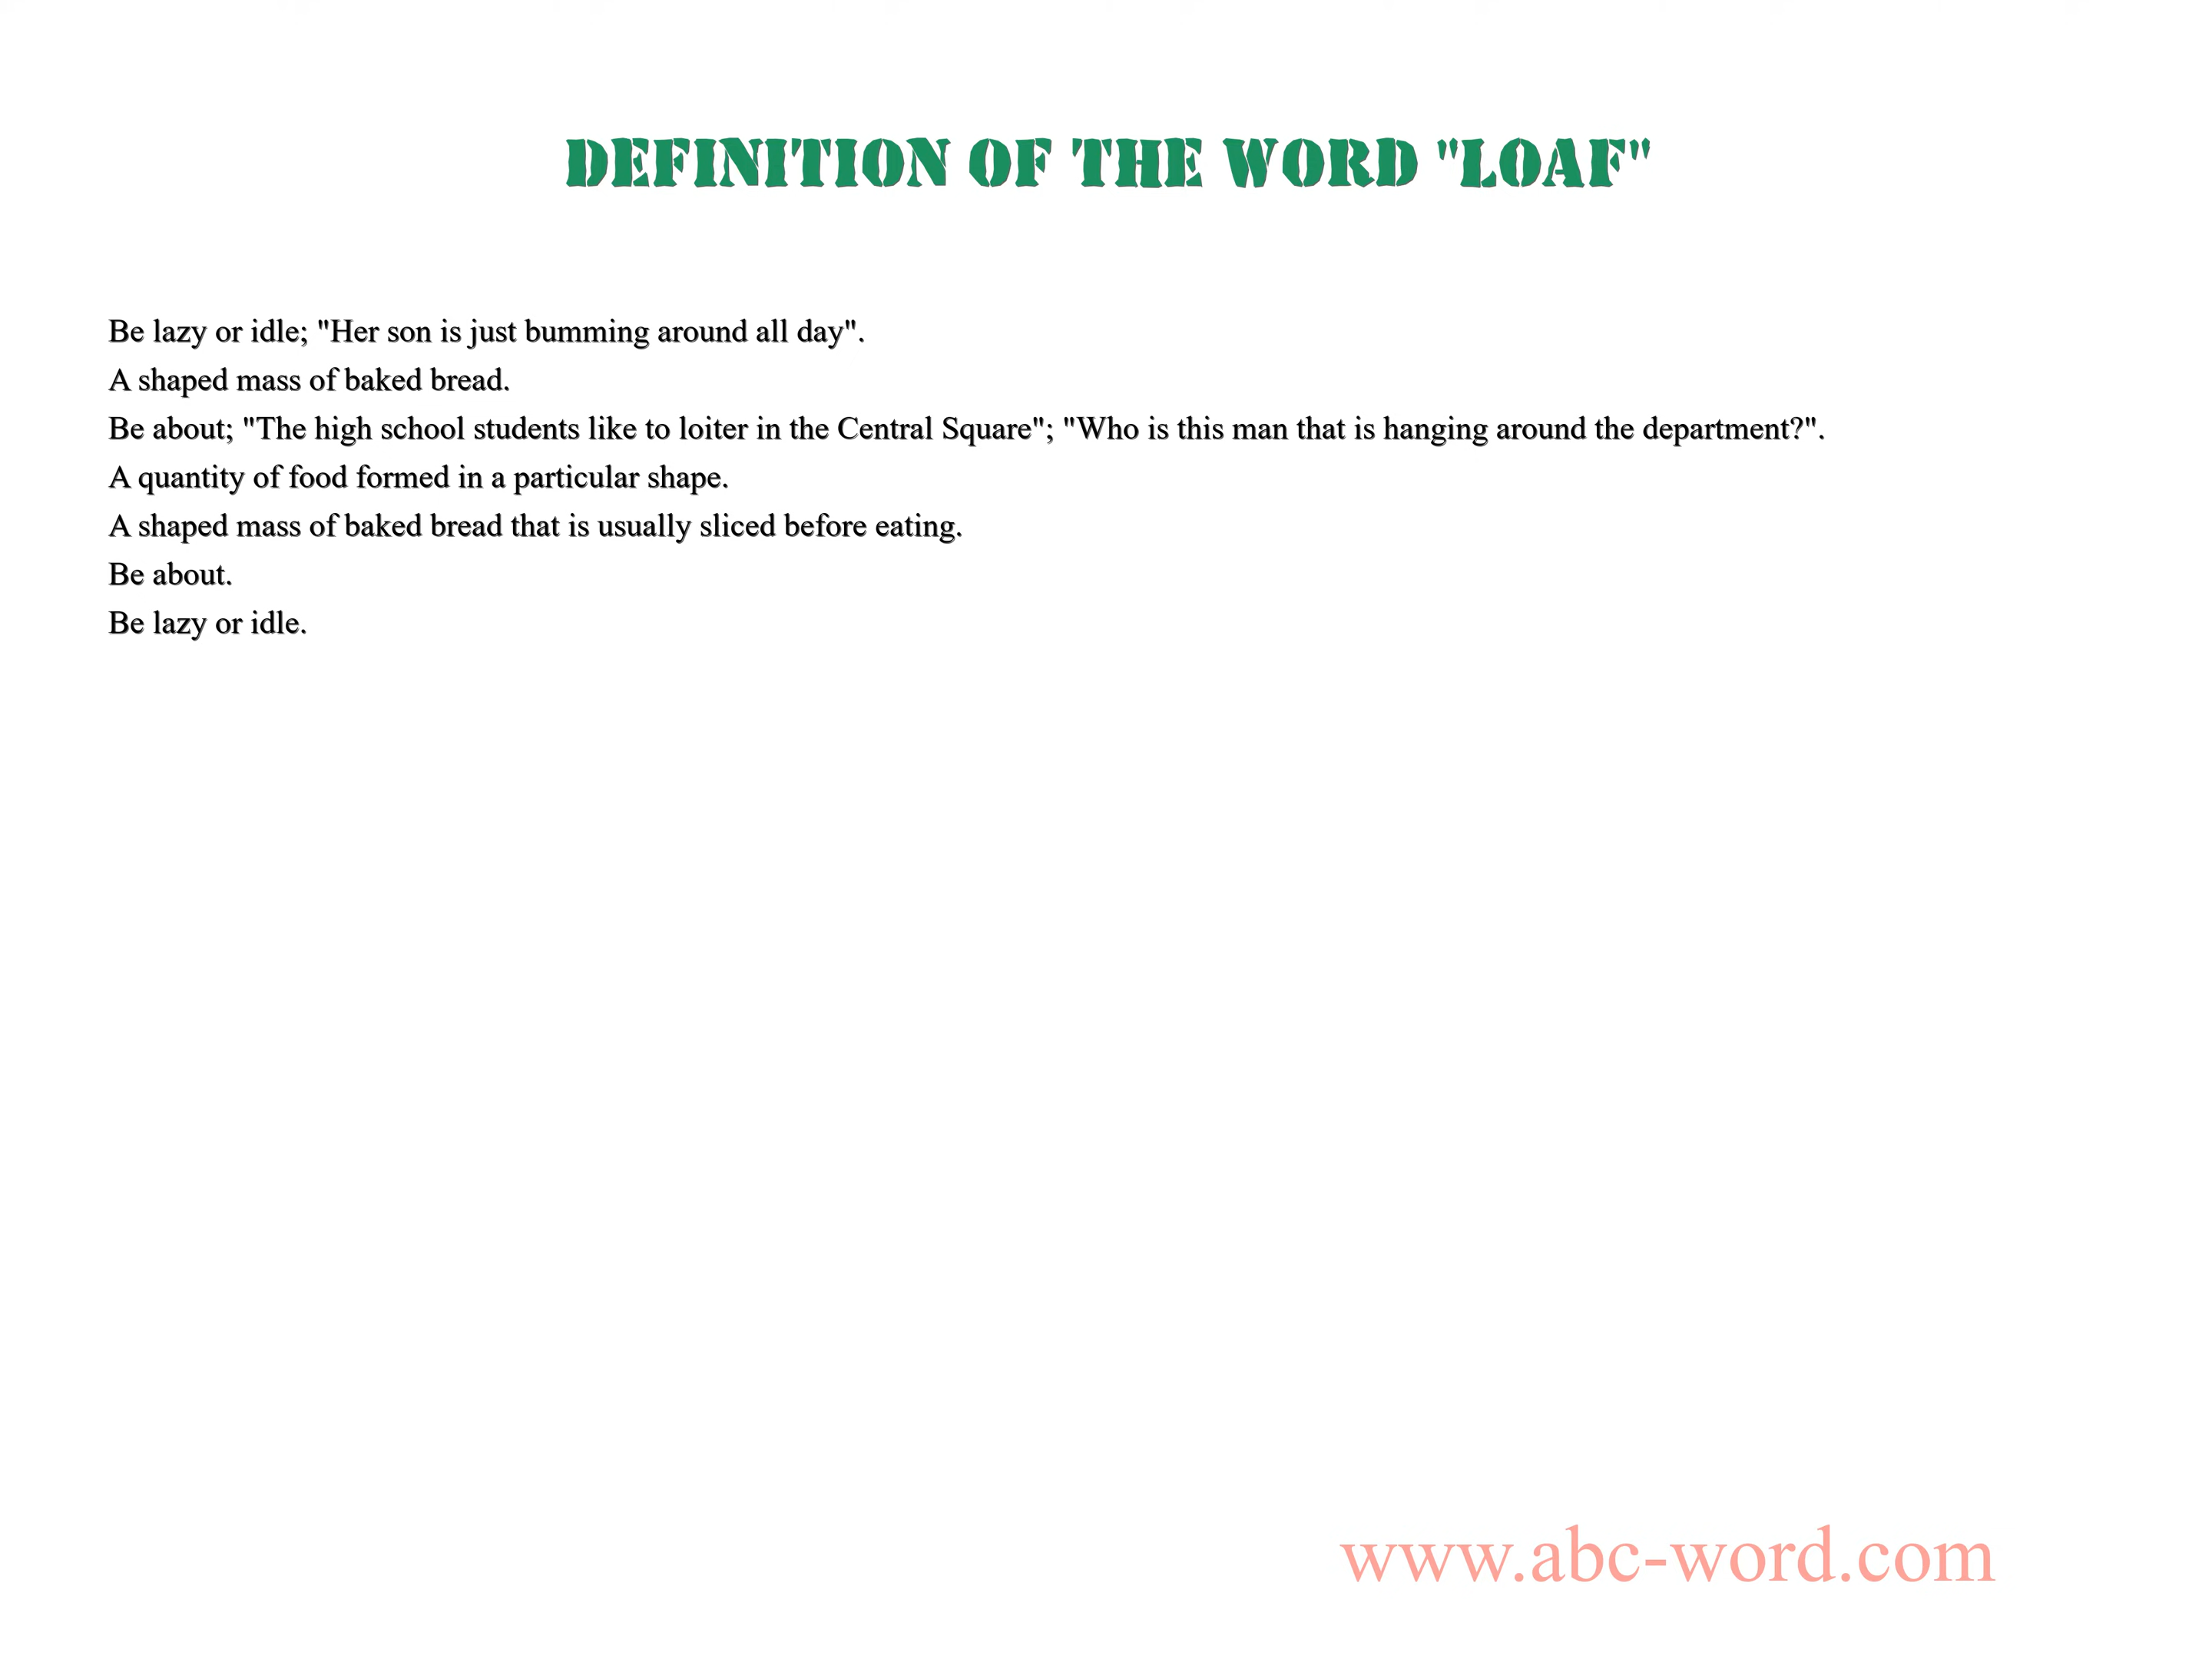 DEFINITION OF THE WORD "LOAF"
Be lazy or idle; "Her son is just bumming around all day".
A shaped mass of baked bread.
Be about; "The high school students like to loiter in the Central Square"; "Who is this man that is hanging around the department?".
A quantity of food formed in a particular shape.
A shaped mass of baked bread that is usually sliced before eating.
Be about.
Be lazy or idle.
www.abc-word.com